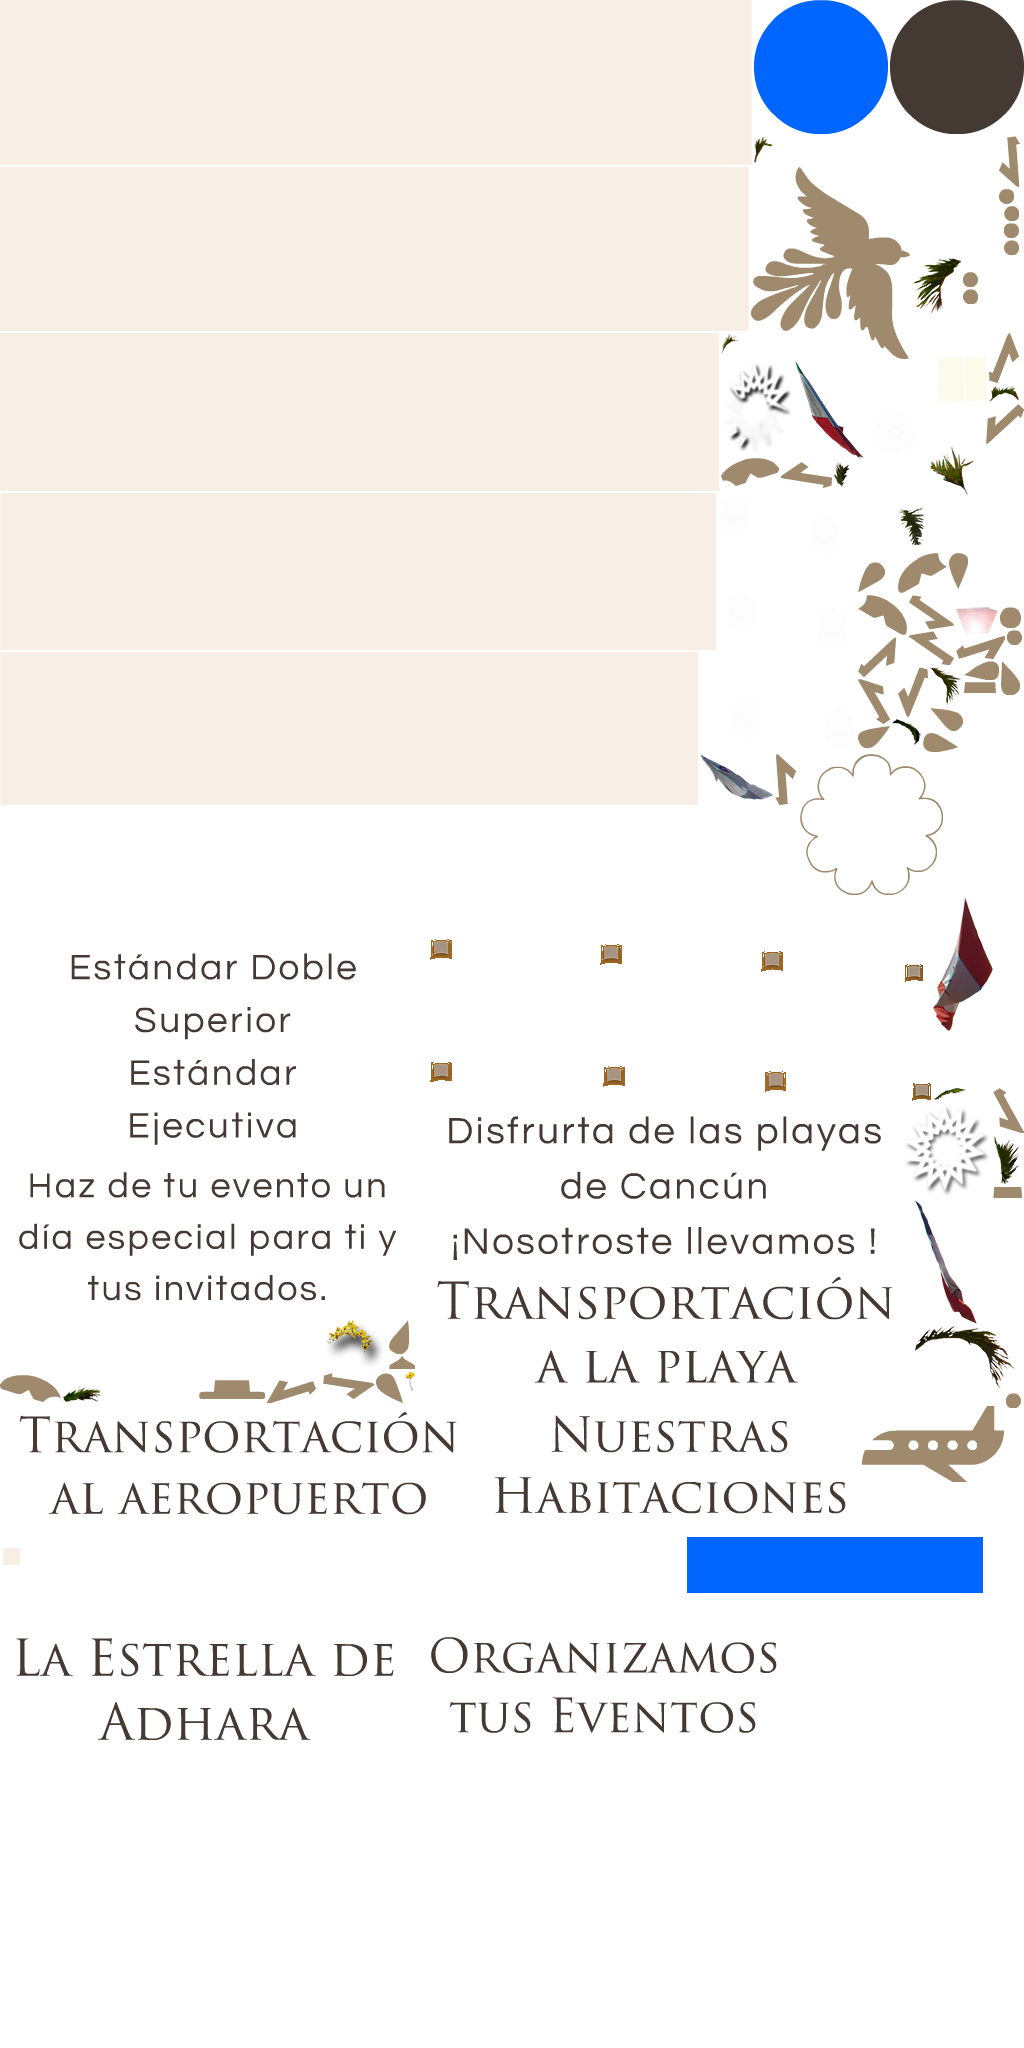 Estándar Doble
Superior
Estándar
Ejecutiva
Haz de tu evento un
día especial para ti y
tus invitados.
Disfrurta de las playas
de Cancún
¡Nosotroste llevamos !
Transportación
a la playa
Transportación
al aeropuerto
Nuestras
Habitaciones
La Estrella de
Adhara
Organizamos
tus Eventos